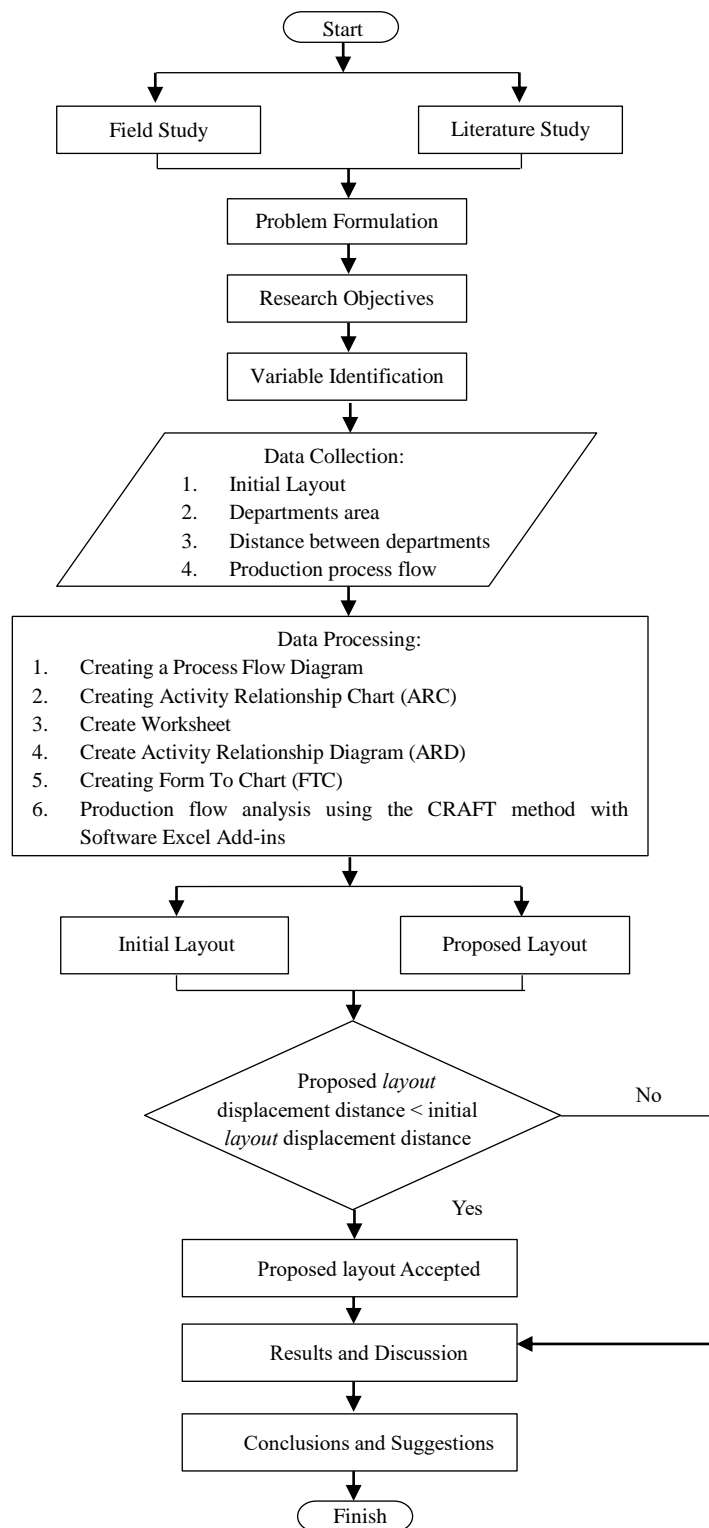 Start
Field Study
Literature Study
Problem Formulation
Research Objectives
Variable Identification
Data Collection:
1. Initial Layout
2. Departments area
3. Distance between departments
4. Production process flow
Data Processing:
1. Creating a Process Flow Diagram
2. Creating Activity Relationship Chart (ARC)
3. Create Worksheet
4. Create Activity Relationship Diagram (ARD)
5. Creating Form To Chart (FTC)
6. Production flow analysis using the CRAFT method with
Software Excel Add-ins
Initial Layout
Proposed Layout
Proposed layout
displacement distance < initial
layout displacement distance
No
Yes
Proposed layout Accepted
Results and Discussion
Conclusions and Suggestions
Finish